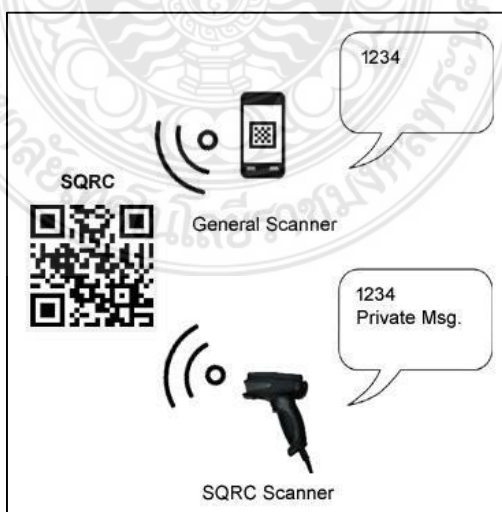 1234
SQRC
General Scanner
1234
Private Msg.
SQRC Scanner